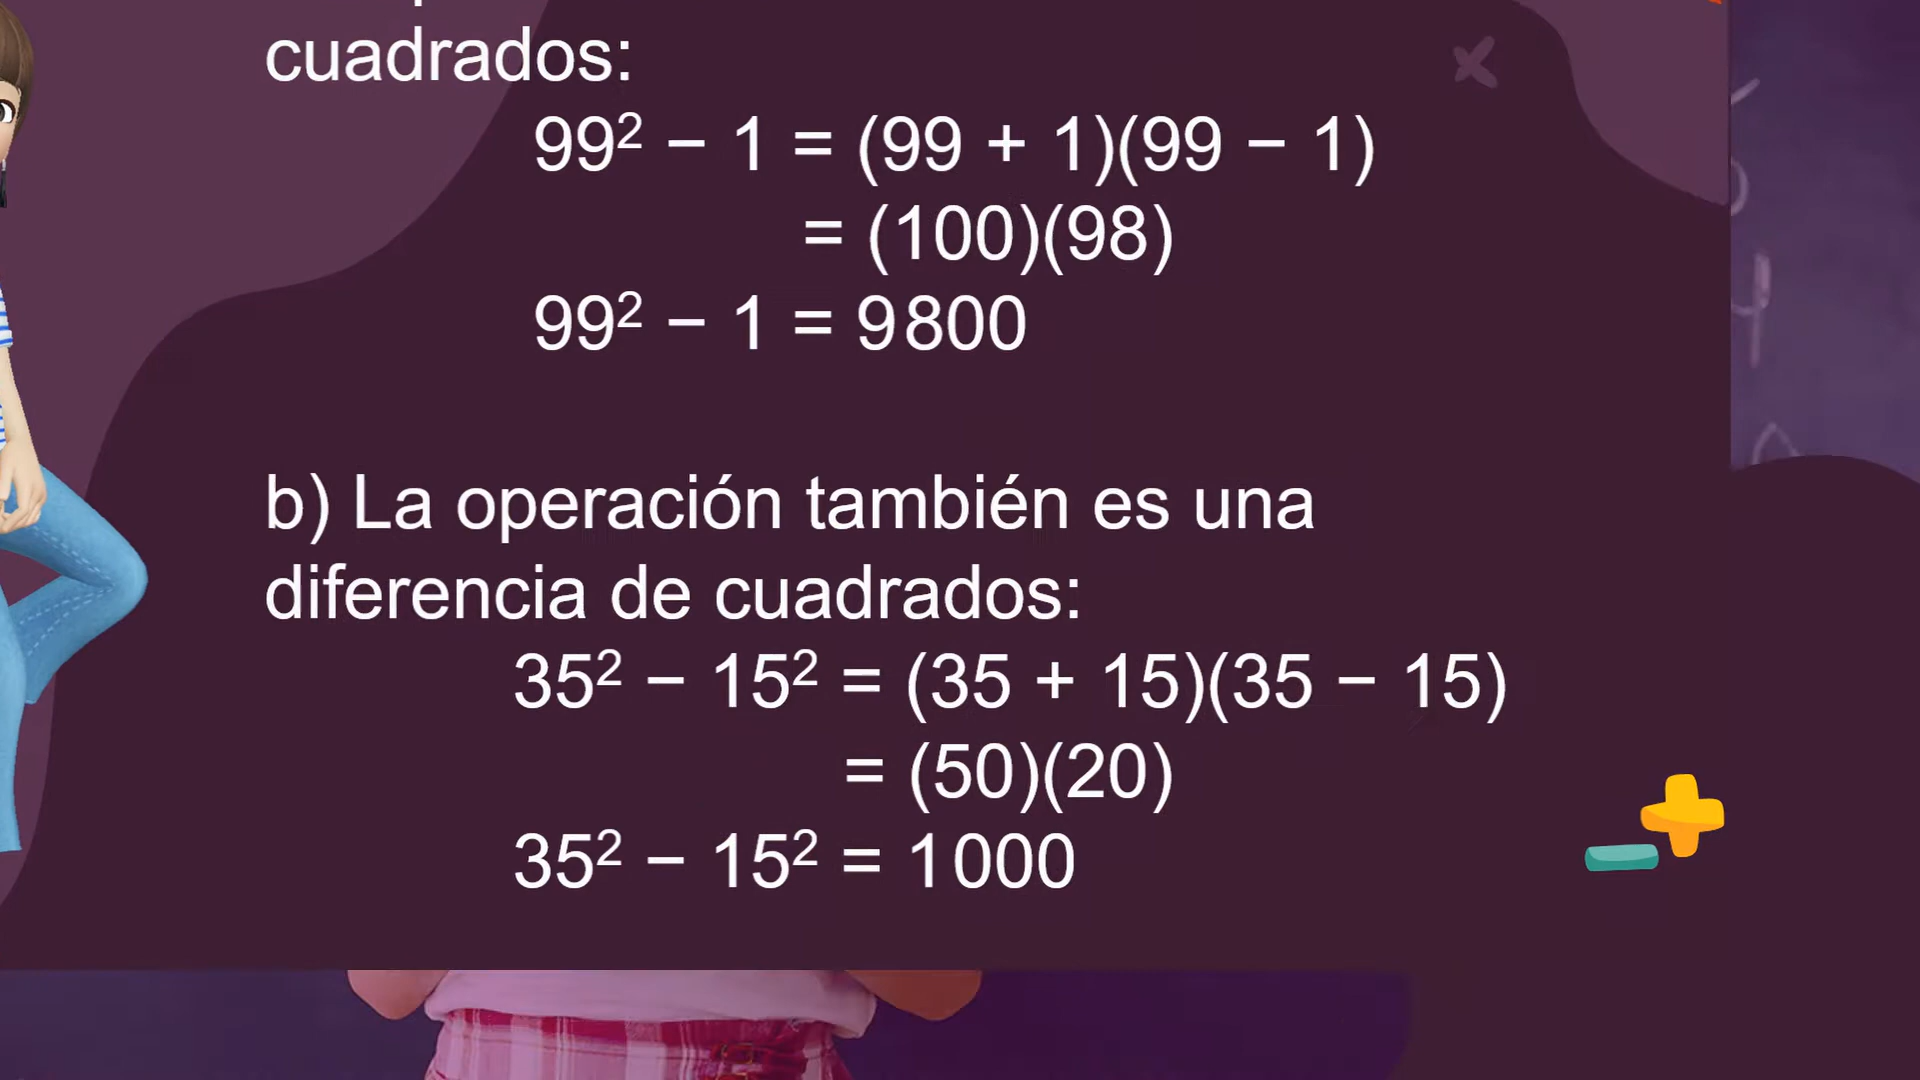 cuadrados:
99² − 1 = (99 + 1)(99 − 1)
= (100)(98)
99² − 1 = 9800
b) La operación también es una
diferencia de cuadrados:
35² − 15² = (35 + 15)(35 − 15)
= (50)(20)
35² − 15² = 1000